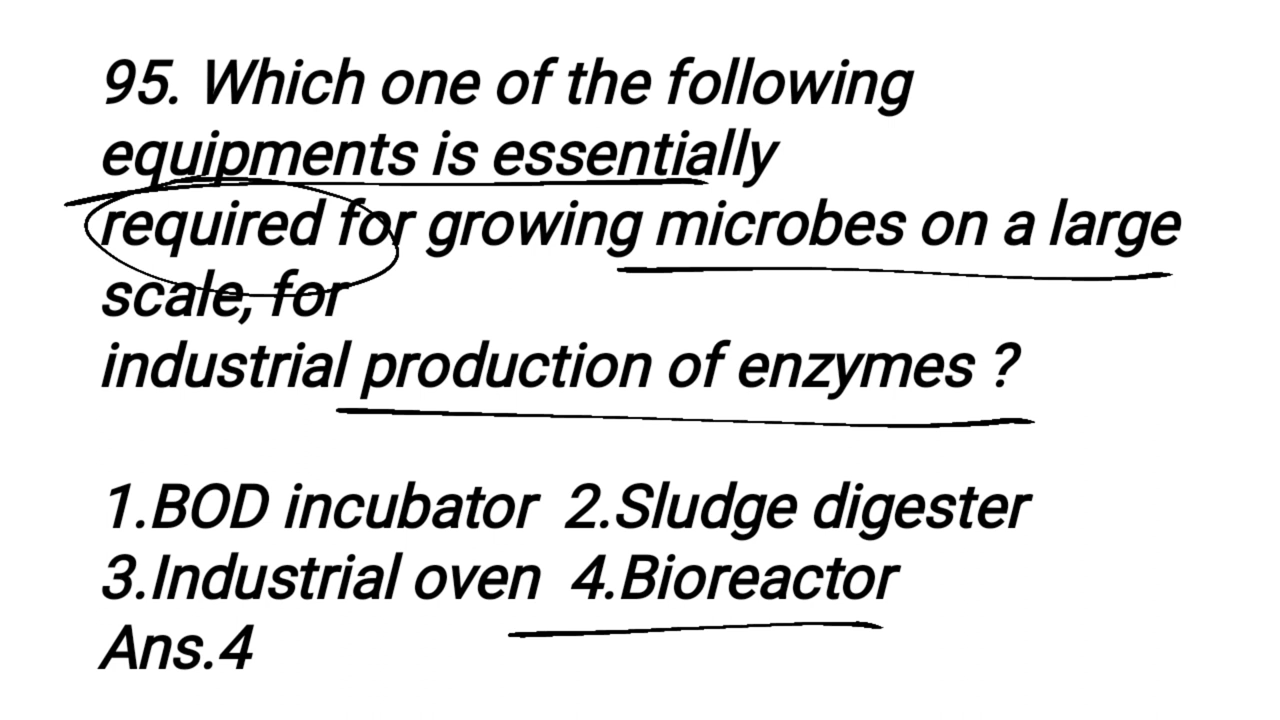 95. Which one of the following
equipments is essentially
required for growing microbes on a large
scale, for
industrial production of enzymes ?
1.BOD incubator 2.Sludge digester
3.Industrial oven 4.Bioreactor
Ans.4